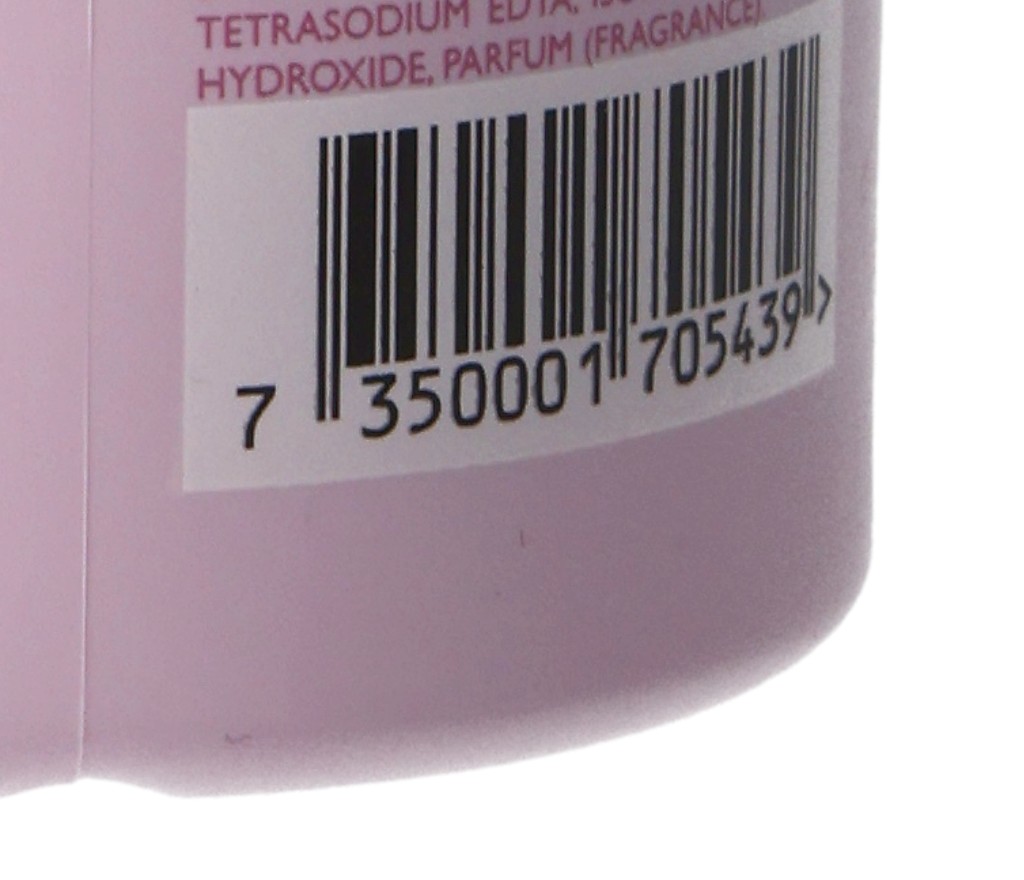 TETRASODIUM EDTA,
HYDROXIDE, PARFUM (FRAGRANCE)
7 350001 705439 >